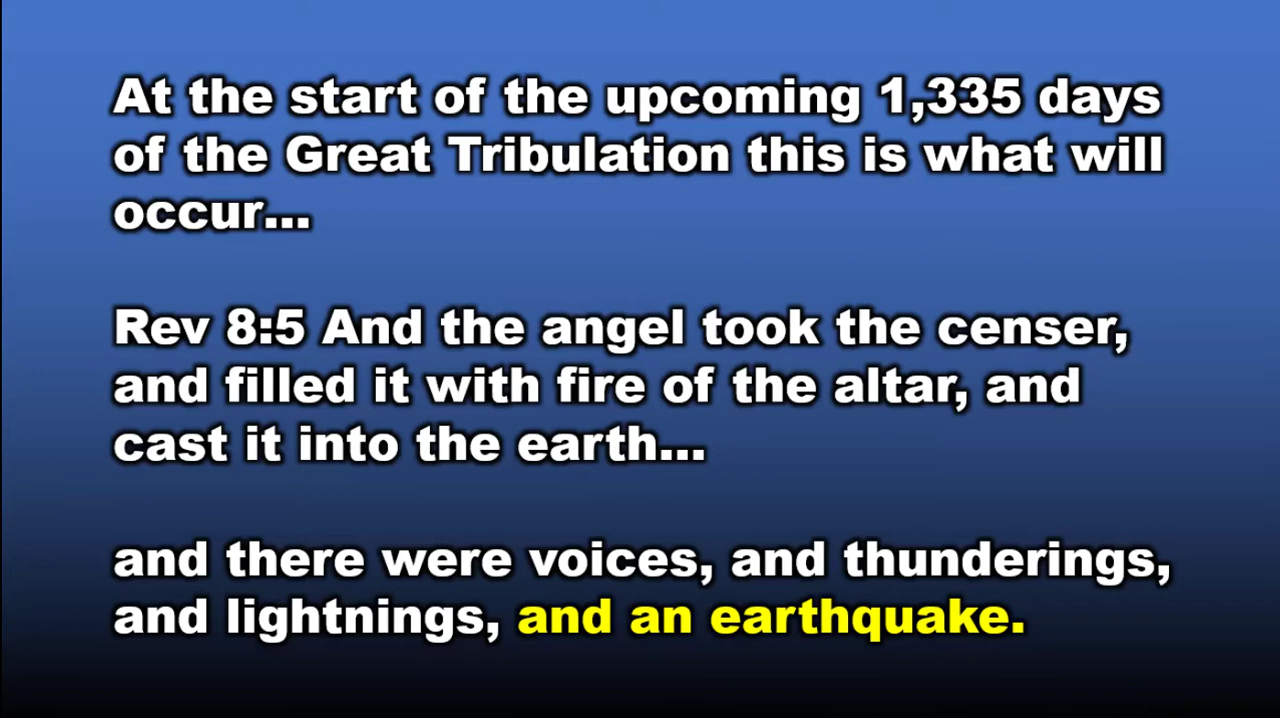 At the start of the upcoming 1,335 days
of the Great Tribulation this is what will
occur...
Rev 8:5 And the angel took the censer,
and filled it with fire of the altar, and
cast it into the earth...
and there were voices, and thunderings,
and lightnings, and an earthquake.